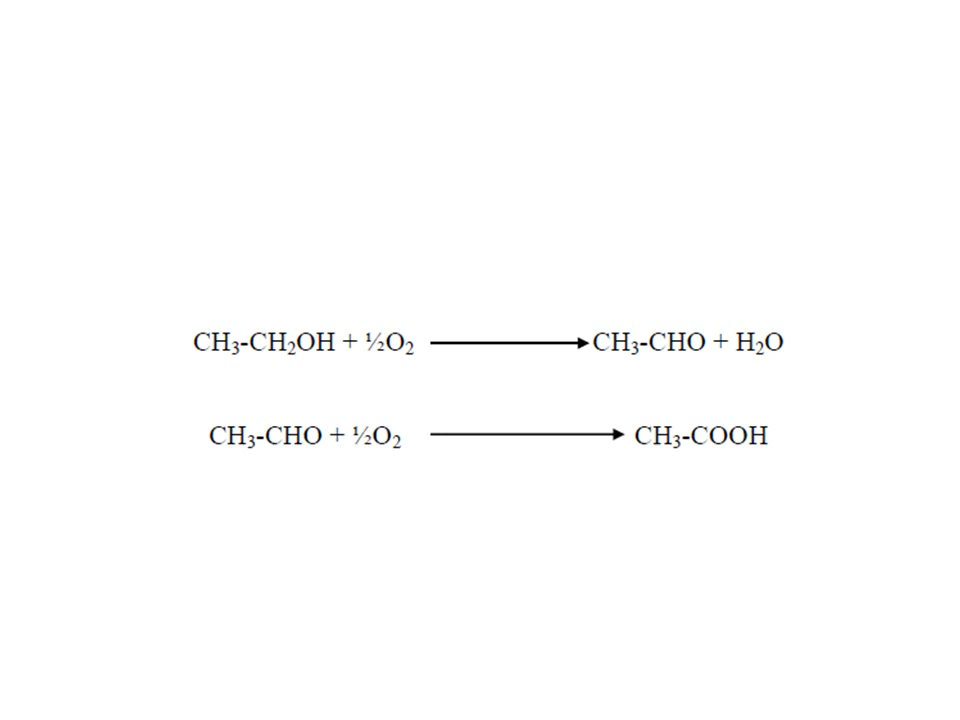 CH₃-CH₂OH + ½O₂ ⟶ CH₃-CHO + H₂O
CH₃-CHO + ½O₂ ⟶ CH₃-COOH